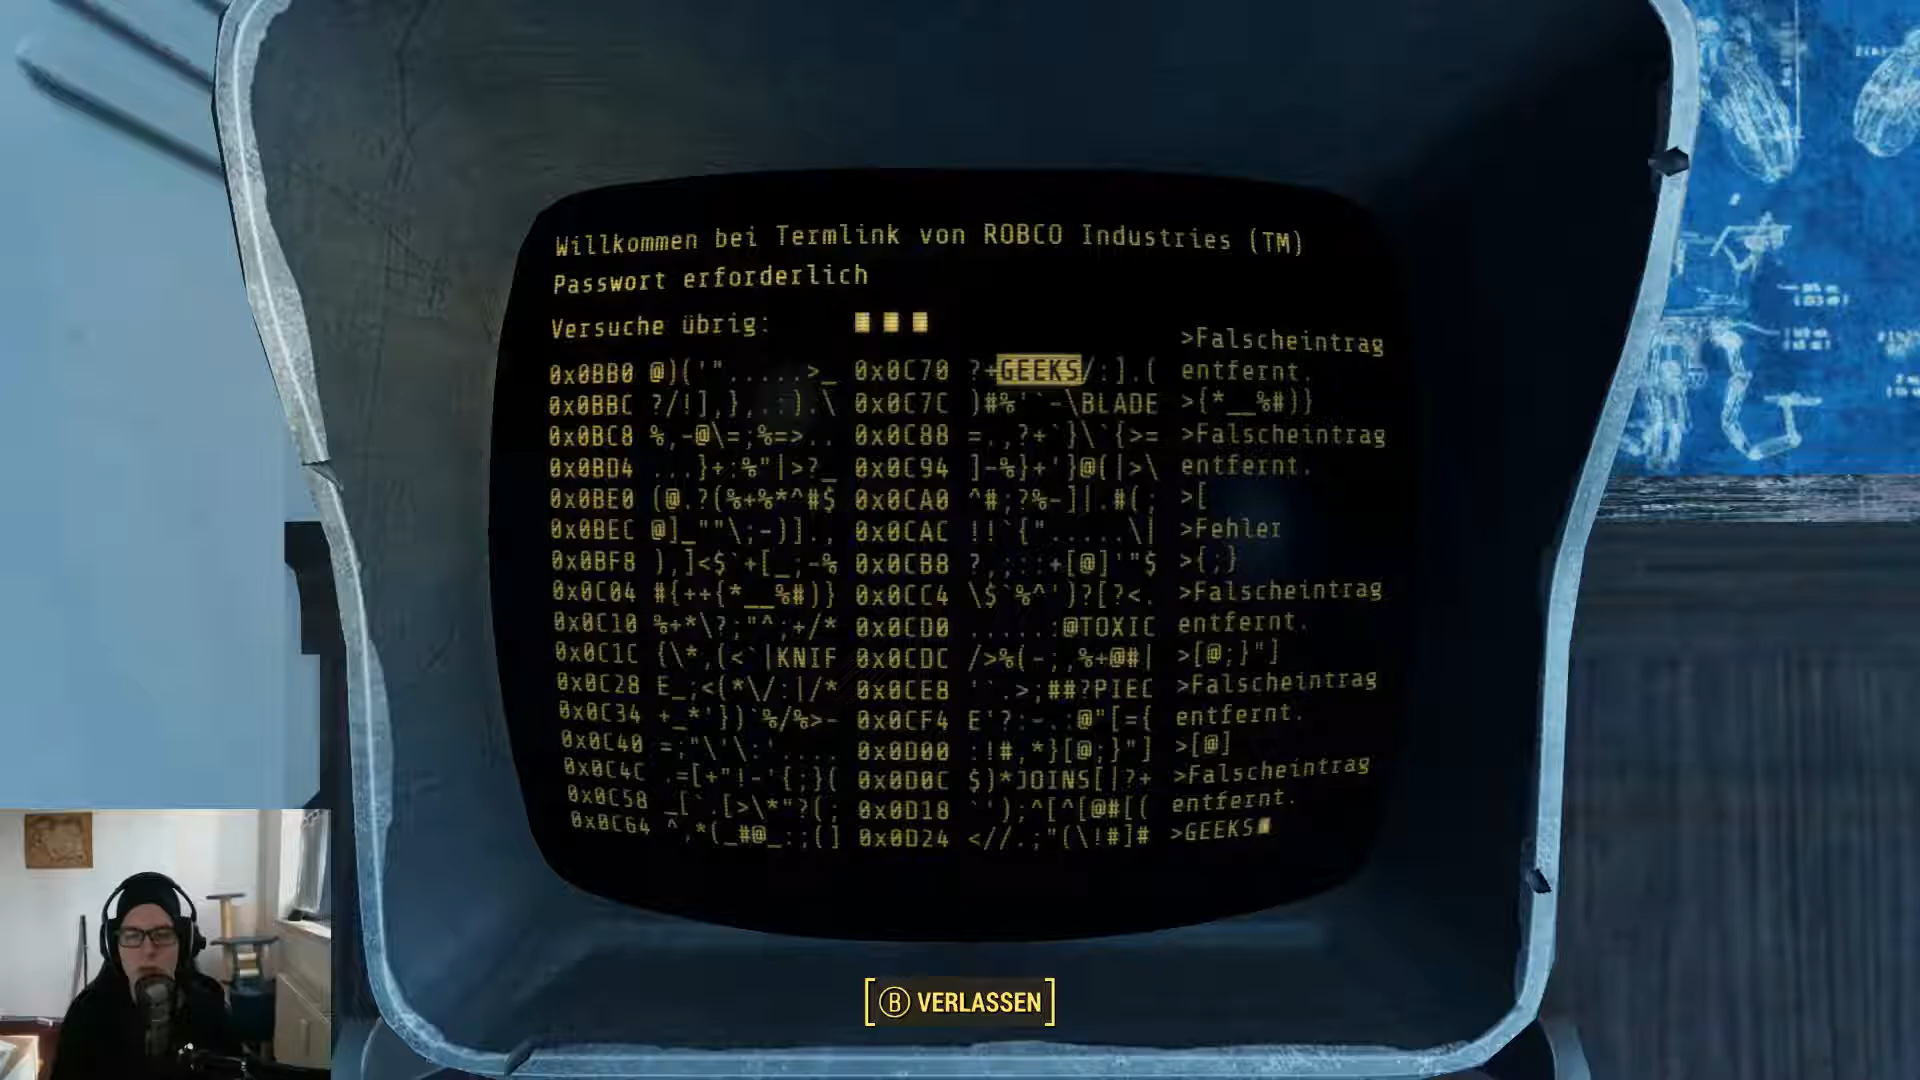 Willkommen bei Termlink von ROBCO Industries (TM)
Passwort erforderlich
Versuche übrig:
0x0BB0 @)('".....>_ 0x0C70 ?+GEEKS/:].(
0x0BBC ?/!],},.:).\ 0x0C7C )#%'`-\BLADE
0x0BC8 %,-@\=;%=>.. 0x0C88 =.,?+`}\`{>=
0x0BD4 ...}+:%"|>?_ 0x0C94 ]-%}+'}@(|>\
0x0BE0 (@.?(%+%*^#$ 0x0CA0 ^#;?%-]|.#(;
0x0BEC @]_""\;-)]., 0x0CAC !!`{".....\|
0x0BF8 ),]<$`+[_;-% 0x0CB8 ?,;::+[@]'"$
0x0C04 #{++{*__%#)} 0x0CC4 \$`%^')?[?<.
0x0C10 %+*\?;"^;+/* 0x0CD0 .....:@TOXIC
0x0C1C {\*,(<`|KNIF 0x0CDC />%(-;,%+@#|
0x0C28 E_;<(*\/:|/* 0x0CE8 '`.>;##?PIEC
0x0C34 +_*'})`%/%>- 0x0CF4 E'?:-.:@"[={
0x0C40 =;"\'\:'.... 0x0D00 :!#,*}[@;}"]
0x0C4C .=[+"!-'{;}( 0x0D0C $)*JOINS[|?+
0x0C58 _[`.[>\*"?(; 0x0D18 `');^[^[@#[(
0x0C64 ^,*(_#@_:;(] 0x0D24 <//.;"(\!#]#
>Falscheintrag
entfernt.
>{*__%#)}
>Falscheintrag
entfernt.
>[
>Fehler
>{;}
>Falscheintrag
entfernt.
>[@;}"]
>Falscheintrag
entfernt.
>[@]
>Falscheintrag
entfernt.
>GEEKS
[Ⓑ VERLASSEN]